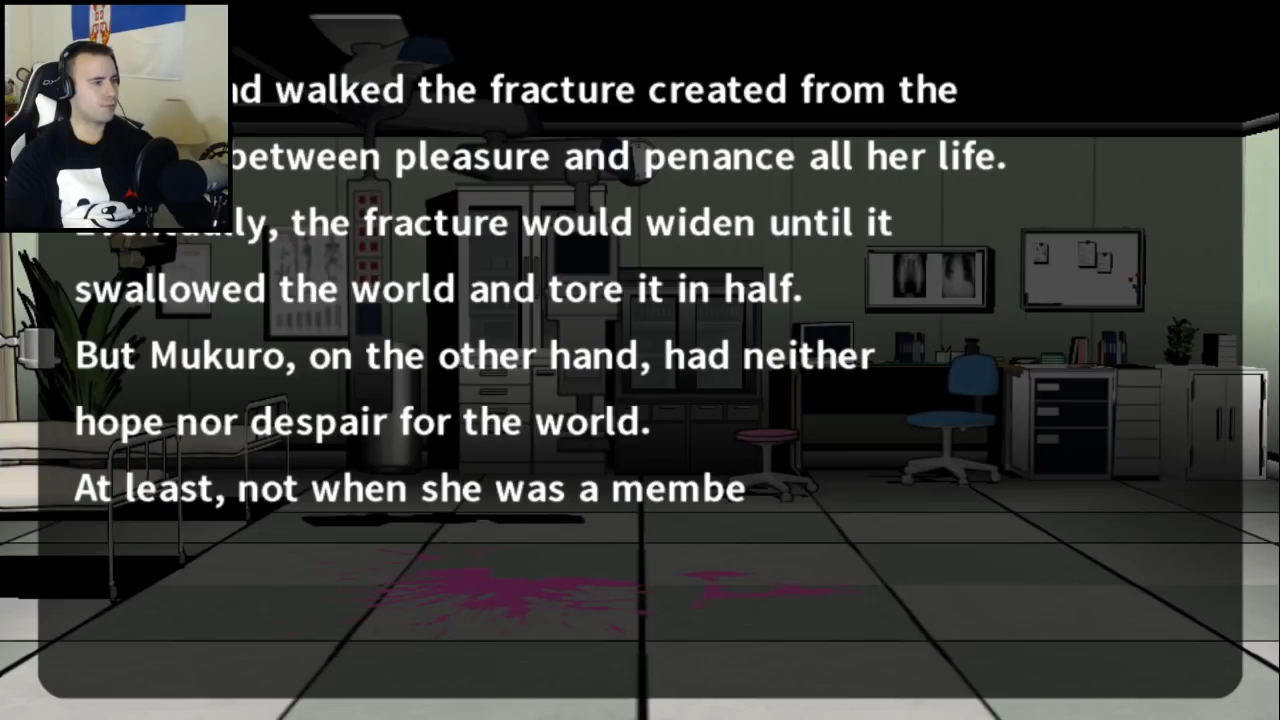 walked the fracture created from the
between pleasure and penance all her life.
the fracture would widen until it
swallowed the world and tore it in half.
But Mukuro, on the other hand, had neither
hope nor despair for the world.
At least, not when she was a membe